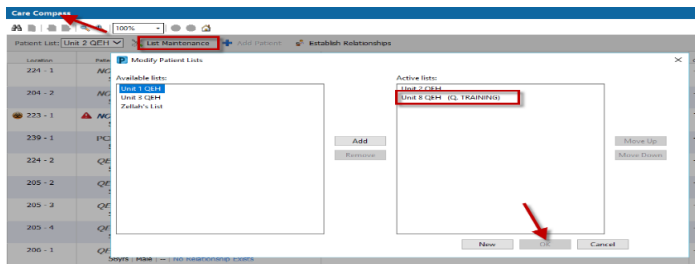 Care Compass
100%
Patient List: Unit 2 QEH List Maintenance Add Patient Establish Relationships
Location
Modify Patient Lists
Available lists:
Active lists:
Unit 1 QEH
Unit 3 QEH
Zellah's List
Unit 2 QEH
Unit 8 QEH (Q, TRAINING)
224 - 1
204 - 2
223 - 1
239 - 1
224 - 2
205 - 2
205 - 3
205 - 4
206 - 1
Add
Remove
Move Up
Move Down
New OK Cancel
Male No Relationship Exists